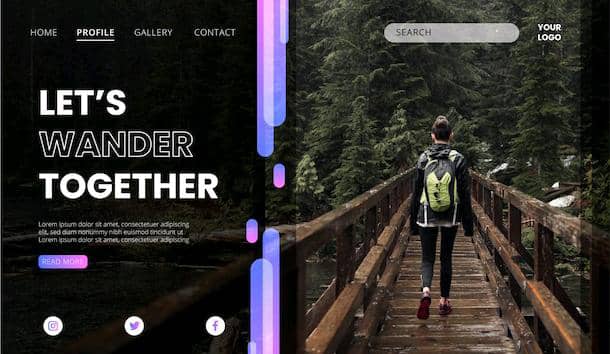 HOME PROFILE GALLERY CONTACT
SEARCH
YOUR
LOGO
LET'S
WANDER
TOGETHER
Lorem ipsum dolor sit amet, consectetuer adipiscing
elit, sed diam nonummy nibh euismod tincidunt ut
Lorem ipsum dolor sit amet, consectetuer adipiscing
READ MORE